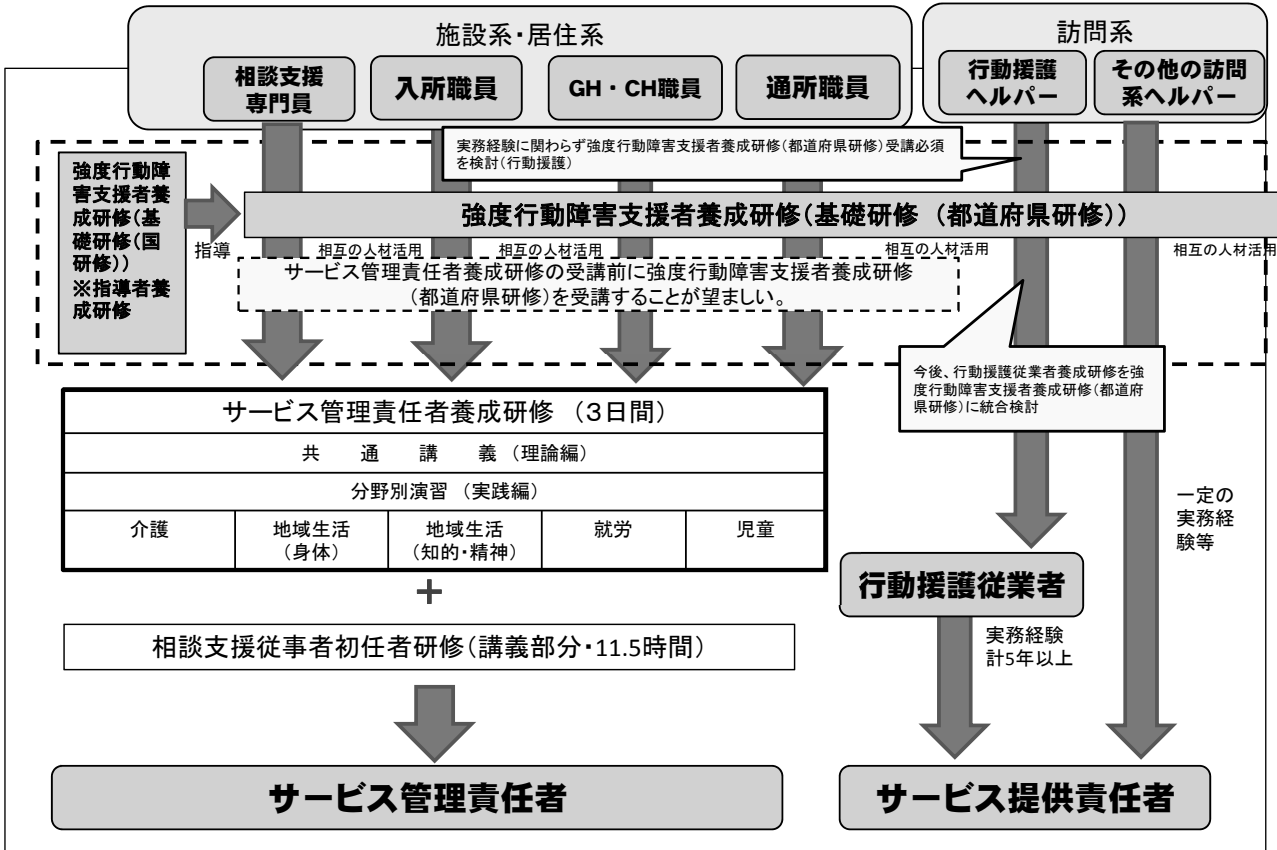 施設系・居住系
訪問系
相談支援
専門員
入所職員
GH・CH職員
通所職員
行動援護
ヘルパー
その他の訪問
系ヘルパー
実務経験に関わらず強度行動障害支援者養成研修(都道府県研修)受講必須
を検討(行動援護)
強度行動障
害支援者養
成研修(基
礎研修(国
研修))
※指導者養
成研修
指導
強度行動障害支援者養成研修(基礎研修 (都道府県研修))
相互の人材活用
相互の人材活用
相互の人材活用
相互の人材活用
サービス管理責任者養成研修の受講前に強度行動障害支援者養成研修
(都道府県研修)を受講することが望ましい。
今後、行動援護従業者養成研修を強
度行動障害支援者養成研修(都道府
県研修)に統合検討
サービス管理責任者養成研修 (3日間)
共 通 講 義 (理論編)
分野別演習 (実践編)
介護
地域生活
(身体)
地域生活
(知的・精神)
就労
児童
+
相談支援従事者初任者研修(講義部分・11.5時間)
一定の
実務経
験等
行動援護従業者
実務経験
計5年以上
サービス管理責任者
サービス提供責任者